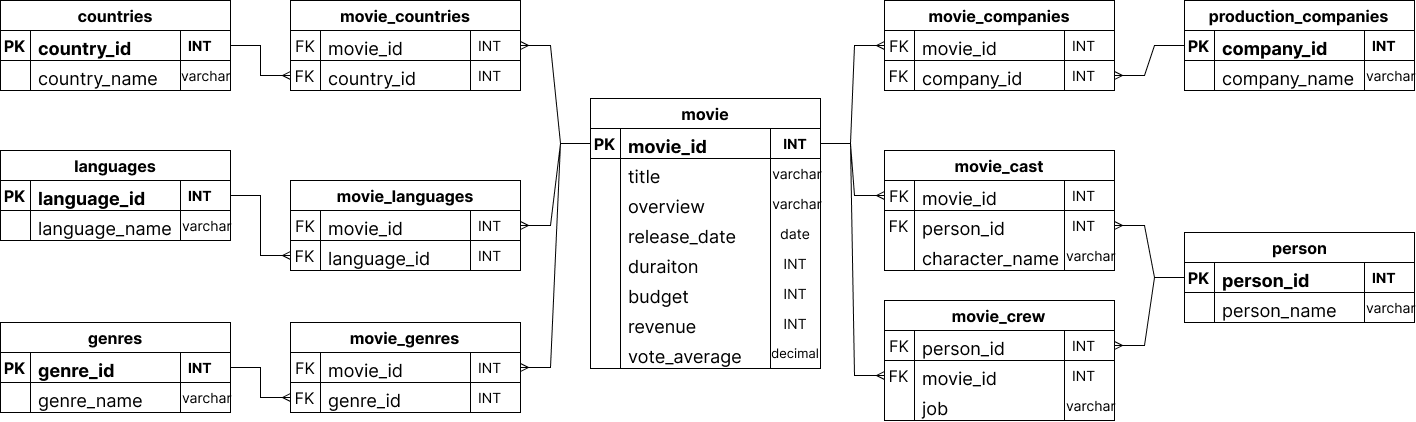 countries
PK country_id INT
country_name varchar
movie_countries
FK movie_id INT
FK country_id INT
languages
PK language_id INT
language_name varchar
movie_languages
FK movie_id INT
FK language_id INT
genres
PK genre_id INT
genre_name varchar
movie_genres
FK movie_id INT
FK genre_id INT
movie
PK movie_id INT
title varchar
overview varchar
release_date date
duraiton INT
budget INT
revenue INT
vote_average decimal
movie_companies
FK movie_id INT
FK company_id INT
production_companies
PK company_id INT
company_name varchar
movie_cast
FK movie_id INT
FK person_id INT
character_name varchar
movie_crew
FK person_id INT
FK movie_id INT
job varchar
person
PK person_id INT
person_name varchar